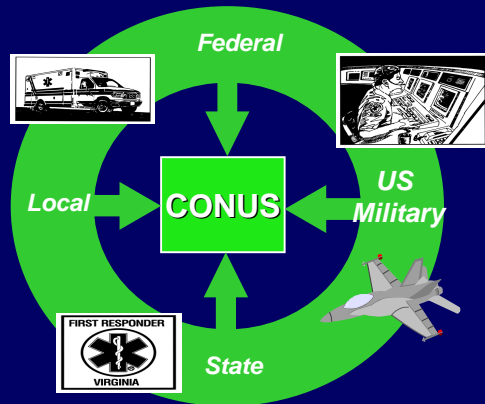 Federal
Local
CONUS
US
Military
FIRST RESPONDER
VIRGINIA
State